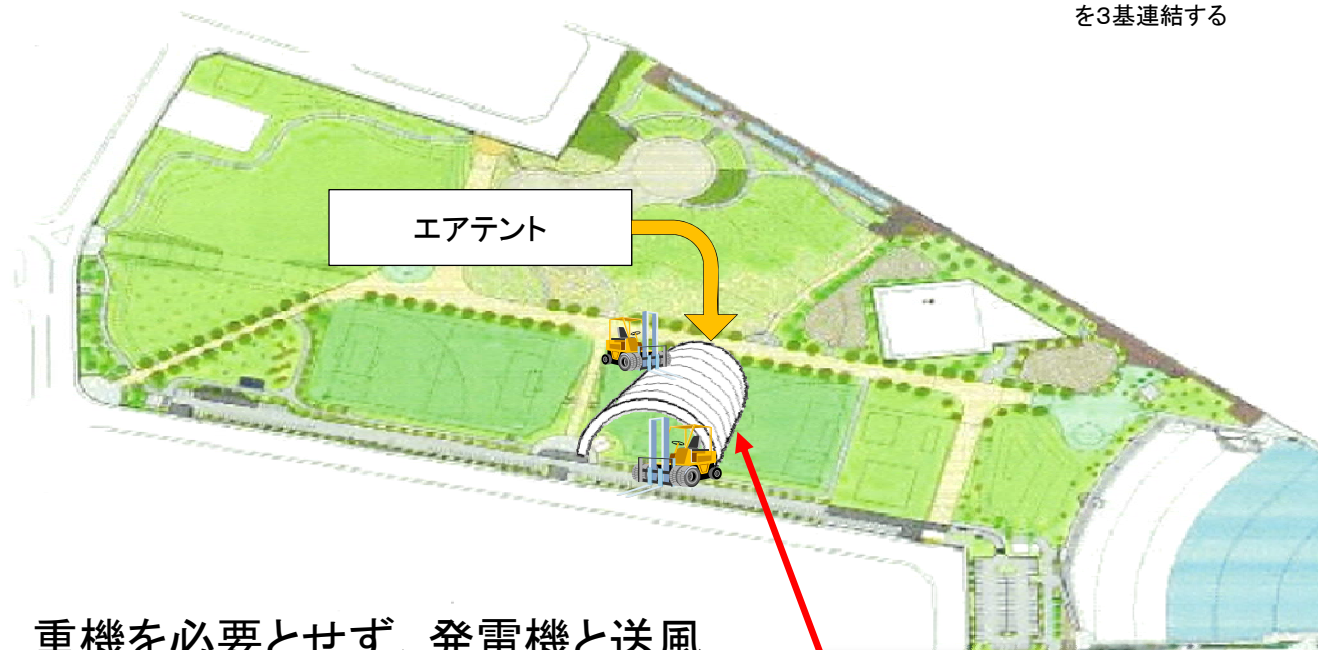 を3基連結する
エアテント
重機を必要とせず、発電機と送風